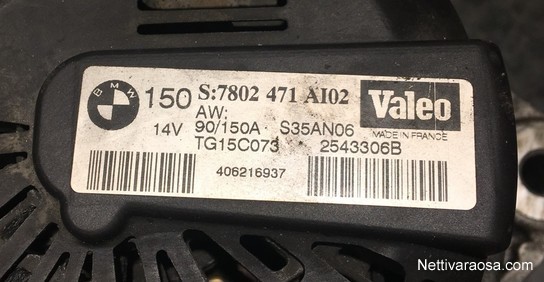 BMW 150 S:7802 471 AI02 Valeo
AW:
14V 90/150A S35AN06 MADE IN FRANCE
TG15C073 2543306B
406216937
Nettivaraosa.com